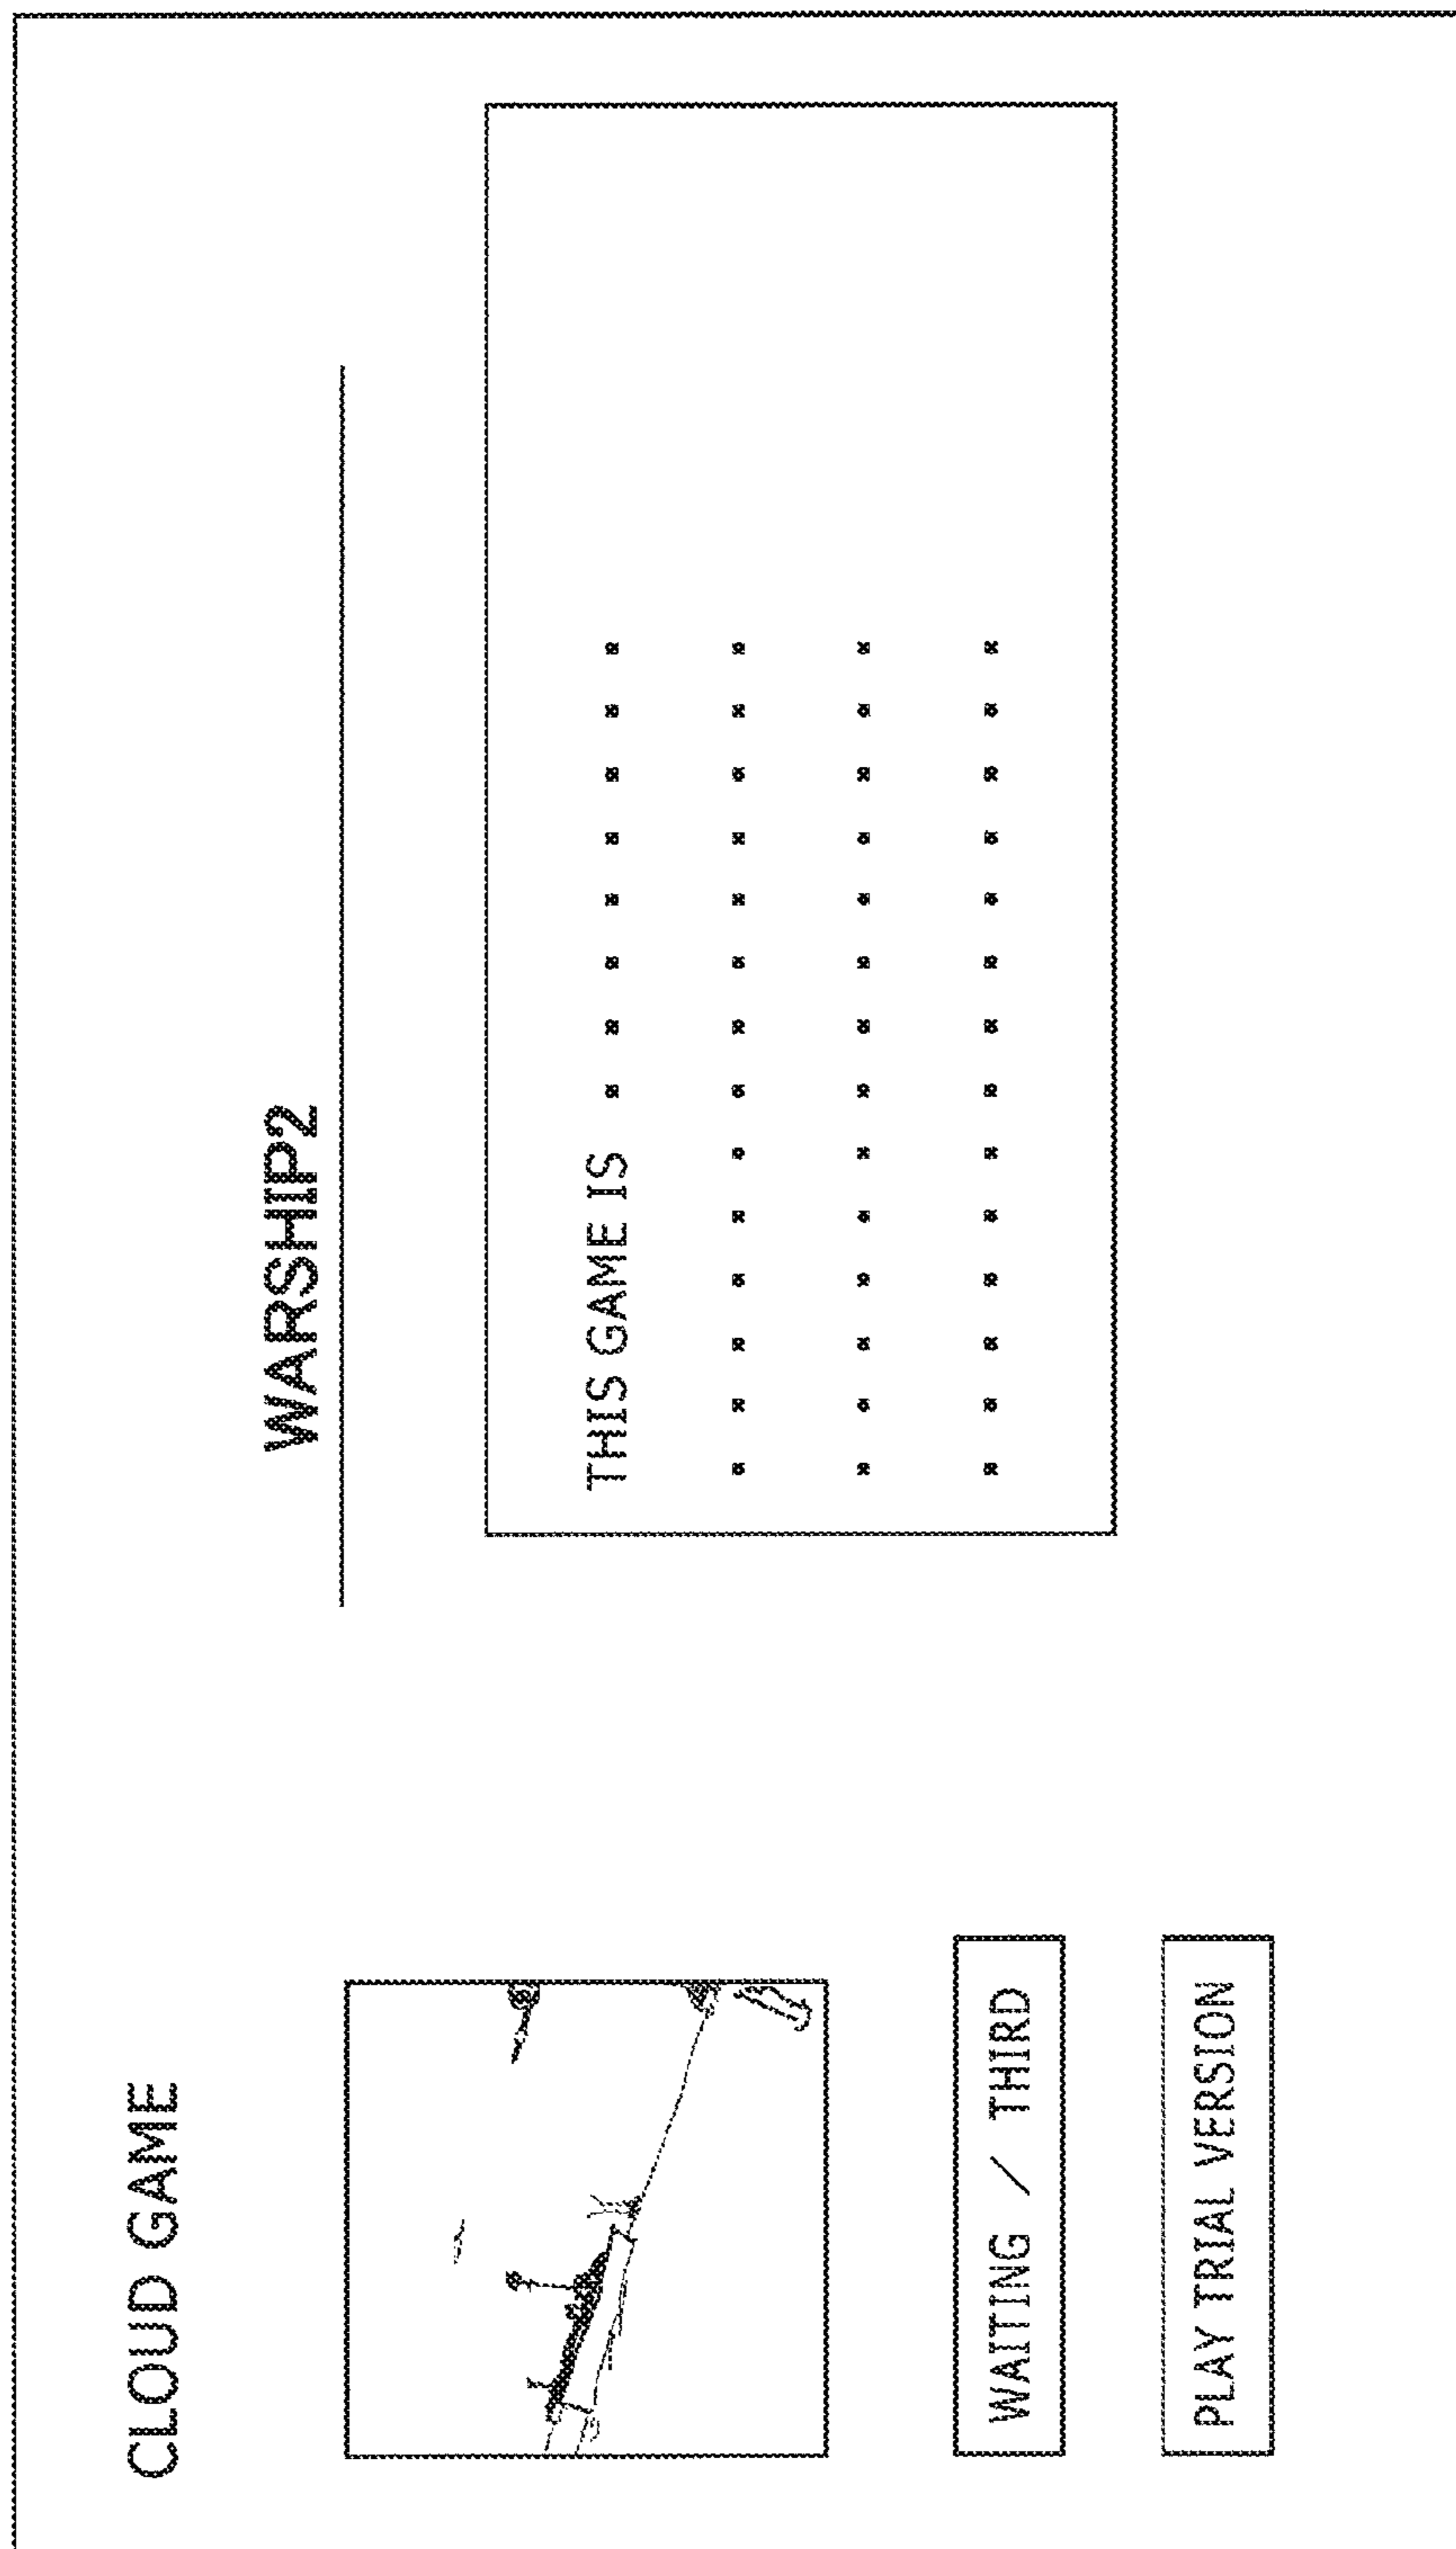 CLOUD GAME
WARSHIP2
THIS GAME IS ........
..............
..............
..............
WAITING / THIRD
PLAY TRIAL VERSION